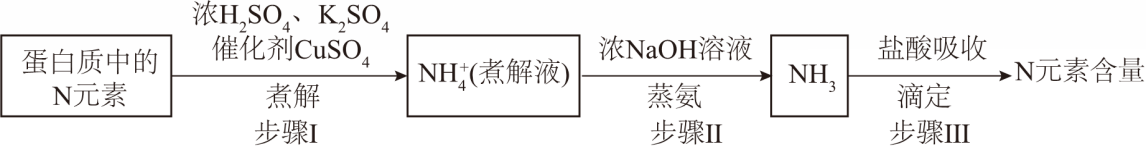 蛋白质中的
N元素
浓H₂SO₄、K₂SO₄
催化剂CuSO₄
煮解
步骤I
NH₄⁺(煮解液)
浓NaOH溶液
蒸氨
步骤II
NH₃
盐酸吸收
滴定
步骤III
N元素含量